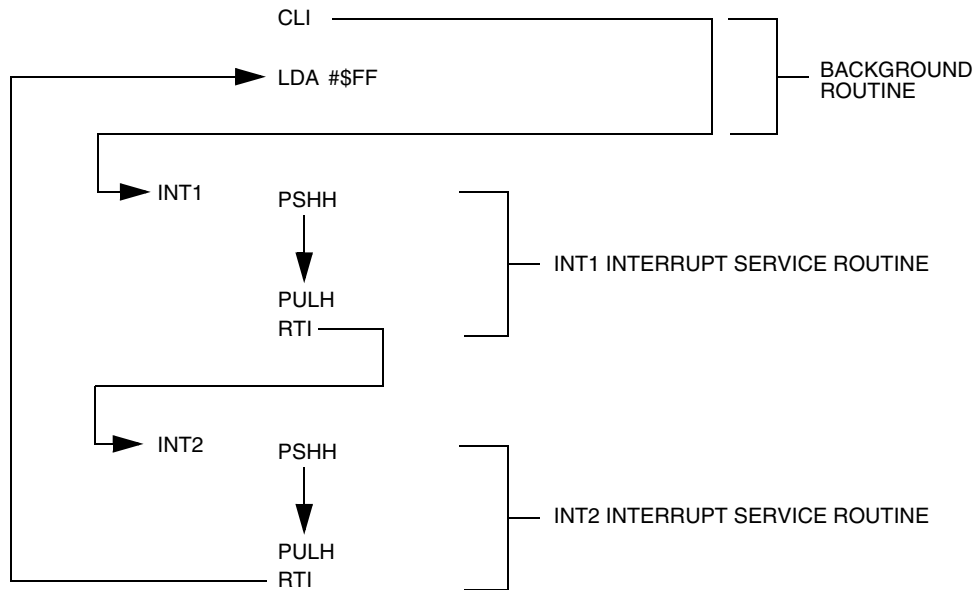 CLI
LDA #$FF
BACKGROUND
ROUTINE
INT1
PSHH
INT1 INTERRUPT SERVICE ROUTINE
PULH
RTI
INT2
PSHH
INT2 INTERRUPT SERVICE ROUTINE
PULH
RTI